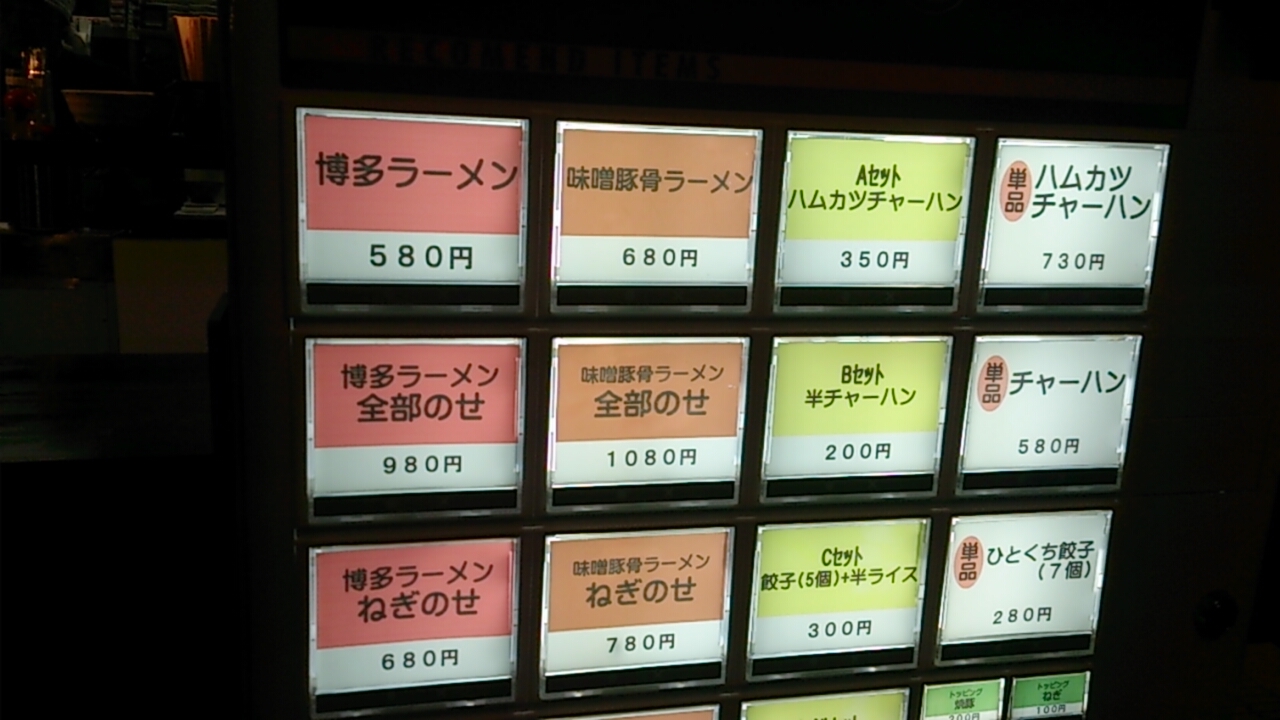 RECOMEND ITEMS
博多ラーメン
580円
味噌豚骨ラーメン
680円
Aセット
ハムカツチャーハン
350円
単品
ハムカツ
チャーハン
730円
博多ラーメン
全部のせ
980円
味噌豚骨ラーメン
全部のせ
1080円
Bセット
半チャーハン
200円
単品
チャーハン
580円
博多ラーメン
ねぎのせ
680円
味噌豚骨ラーメン
ねぎのせ
780円
Cセット
餃子(5個)+半ライス
300円
単品
ひとくち餃子
(7個)
280円
トッピング
焼豚
トッピング
ねぎ
100円